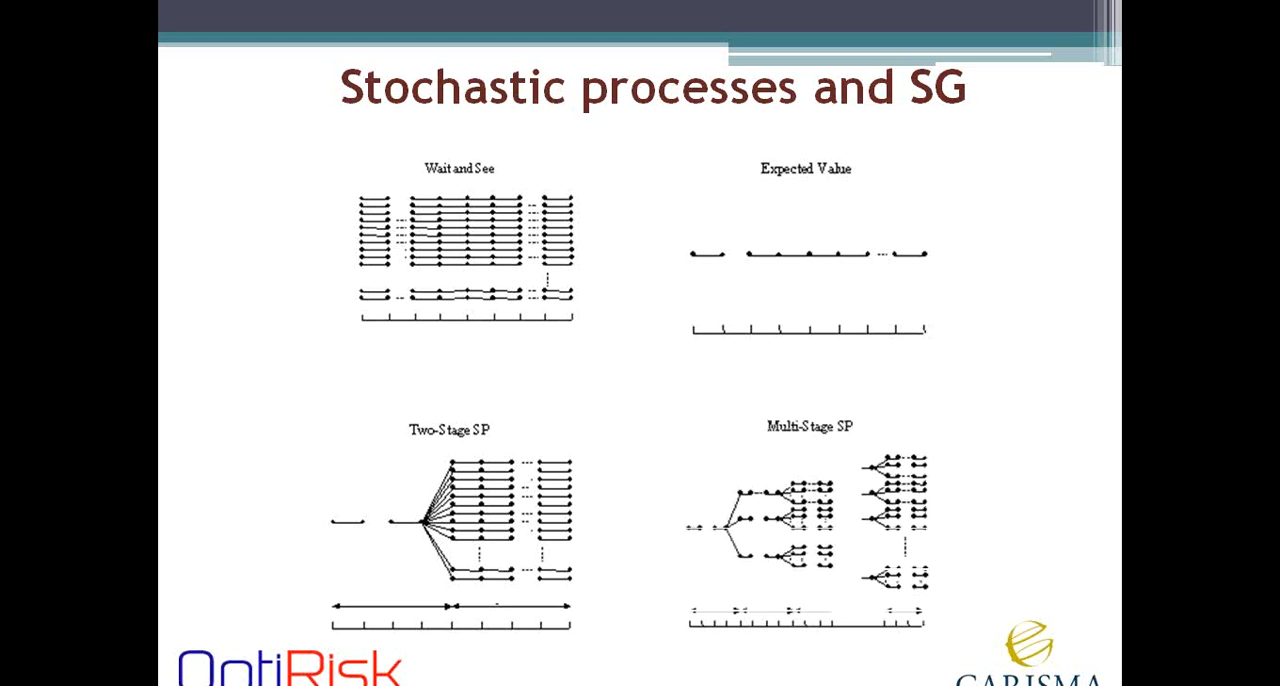 Stochastic processes and SG
Wait and See
Expected Value
Two-Stage SP
Multi-Stage SP
OptiRisk
CARISMA